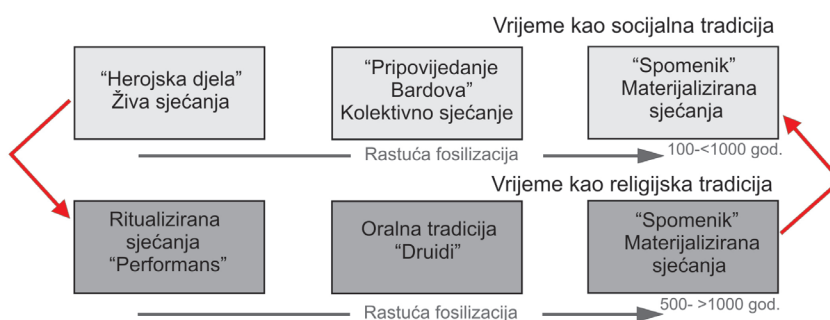 Vrijeme kao socijalna tradicija
“Herojska djela”
Živa sjećanja
“Pripovijedanje
Bardova”
Kolektivno sjećanje
“Spomenik”
Materijalizirana
sjećanja
Rastuća fosilizacija
100-<1000 god.
Vrijeme kao religijska tradicija
Ritualizirana
sjećanja
“Performans”
Oralna tradicija
“Druidi”
“Spomenik”
Materijalizirana
sjećanja
Rastuća fosilizacija
500- >1000 god.